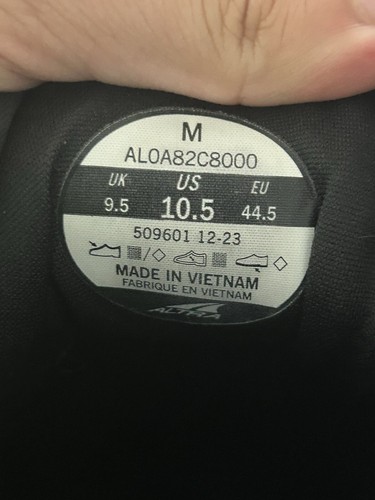 M
AL0A82C8000
UK US EU
9.5 10.5 44.5
509601 12-23
MADE IN VIETNAM
FABRIQUE EN VIETNAM
ALTRA